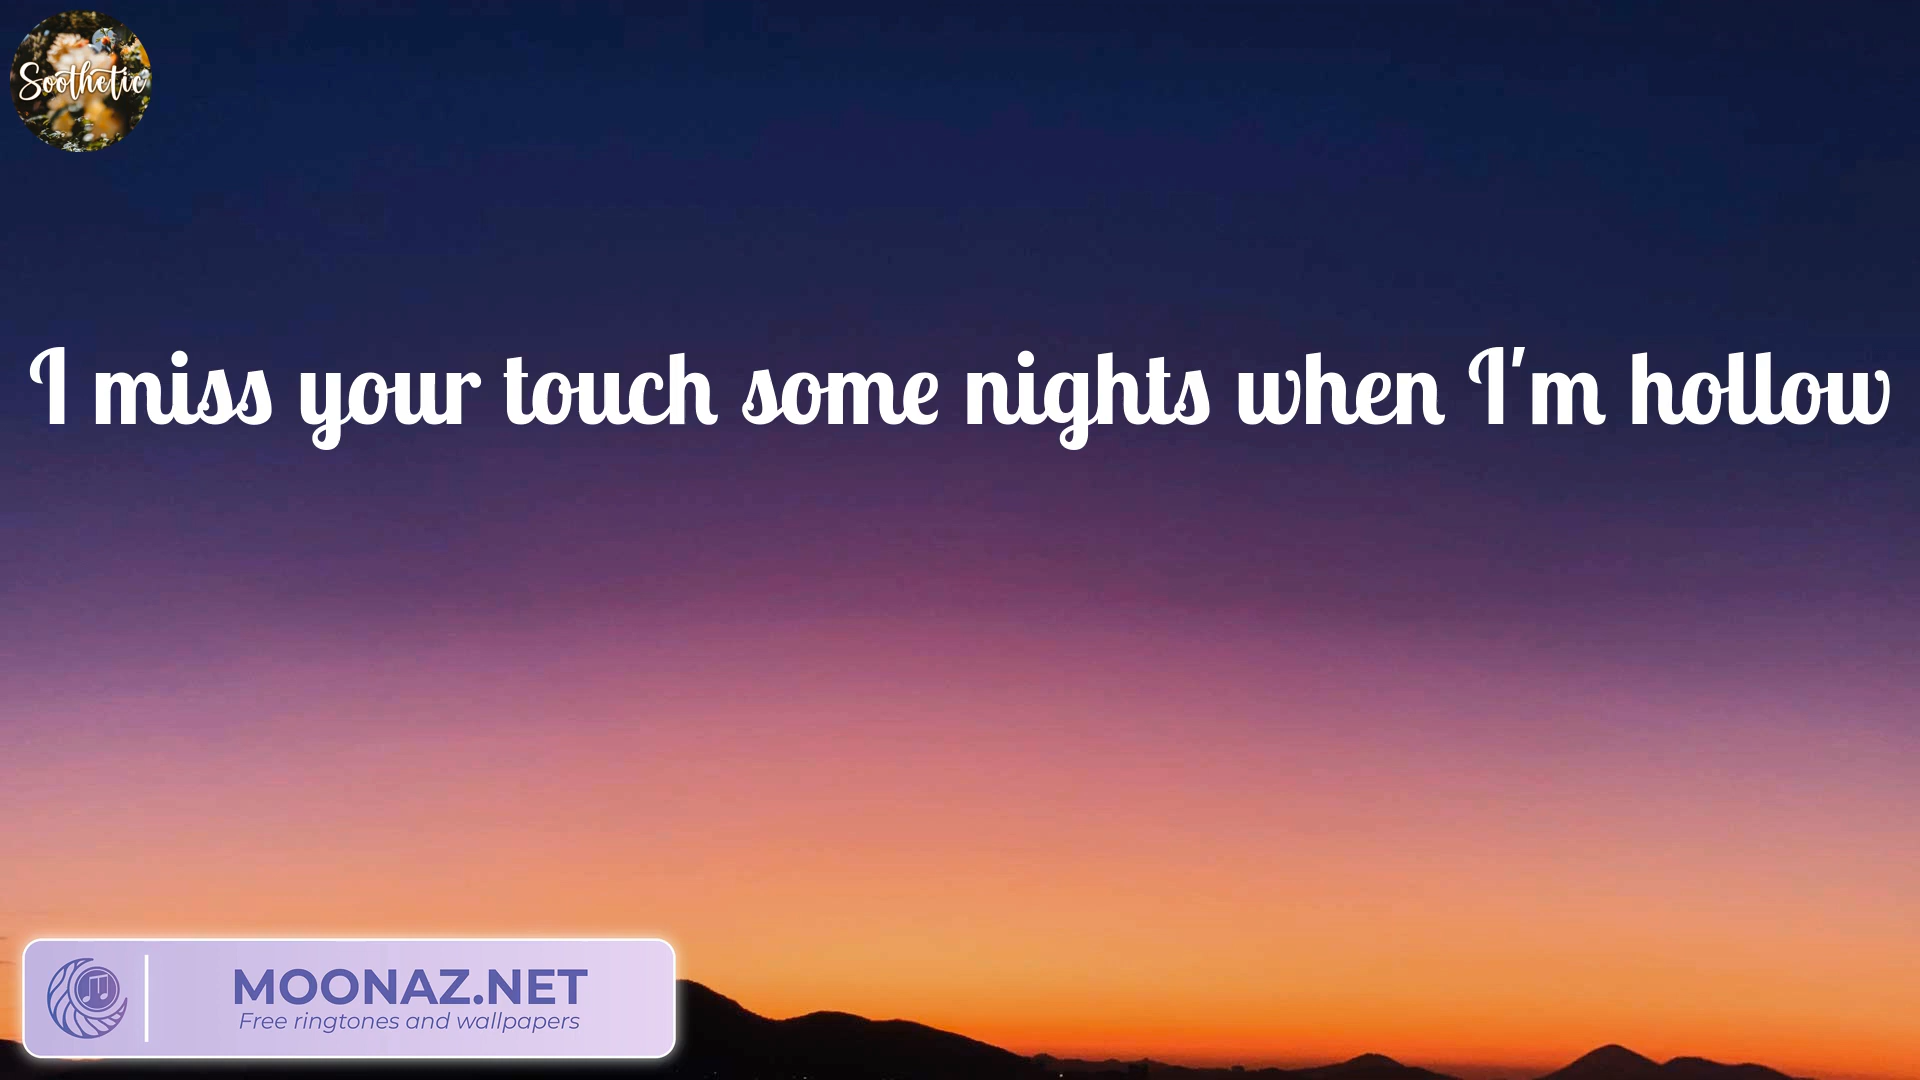 Soothetic
I miss your touch some nights when I'm hollow
MOONAZ.NET
Free ringtones and wallpapers